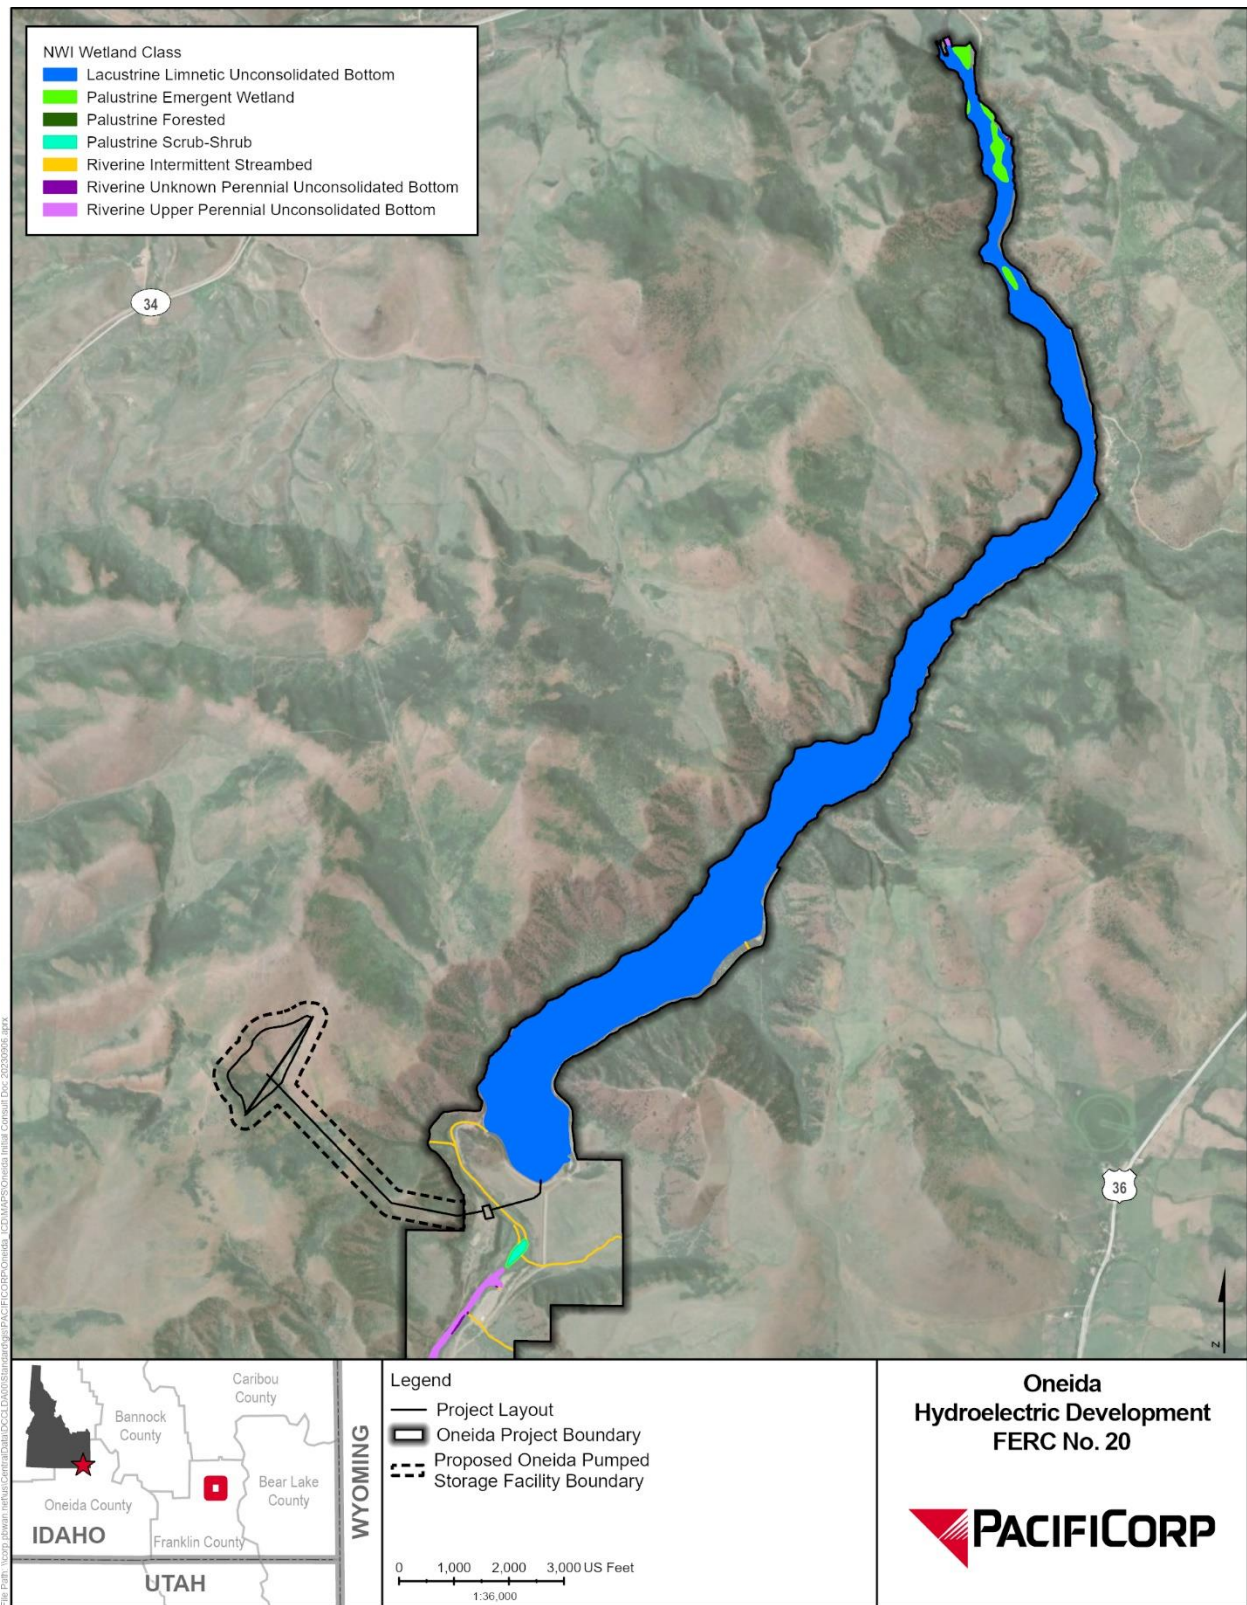 NWI Wetland Class
Lacustrine Limnetic Unconsolidated Bottom
Palustrine Emergent Wetland
Palustrine Forested
Palustrine Scrub-Shrub
Riverine Intermittent Streambed
Riverine Unknown Perennial Unconsolidated Bottom
Riverine Upper Perennial Unconsolidated Bottom
34
36
Z
Caribou
County
Bannock
County
Bear Lake
County
Oneida County
IDAHO
Franklin County
UTAH
WYOMING
Legend
Project Layout
Oneida Project Boundary
Proposed Oneida Pumped
Storage Facility Boundary
0 1,000 2,000 3,000 US Feet
1:36,000
Oneida
Hydroelectric Development
FERC No. 20
PACIFICORP